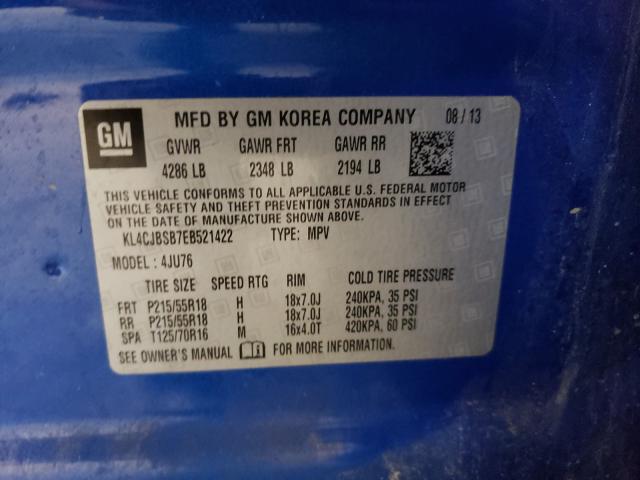 GM
MFD BY GM KOREA COMPANY 08 / 13
GVWR GAWR FRT GAWR RR
4286 LB 2348 LB 2194 LB
THIS VEHICLE CONFORMS TO ALL APPLICABLE U.S. FEDERAL MOTOR
VEHICLE SAFETY AND THEFT PREVENTION STANDARDS IN EFFECT
ON THE DATE OF MANUFACTURE SHOWN ABOVE.
KL4CJBSB7EB521422 TYPE: MPV
MODEL : 4JU76
TIRE SIZE SPEED RTG RIM COLD TIRE PRESSURE
FRT P215/55R18 H 18x7.0J 240KPA, 35 PSI
RR P215/55R18 H 18x7.0J 240KPA, 35 PSI
SPA T125/70R16 M 16x4.0T 420KPA, 60 PSI
SEE OWNER'S MANUAL FOR MORE INFORMATION.